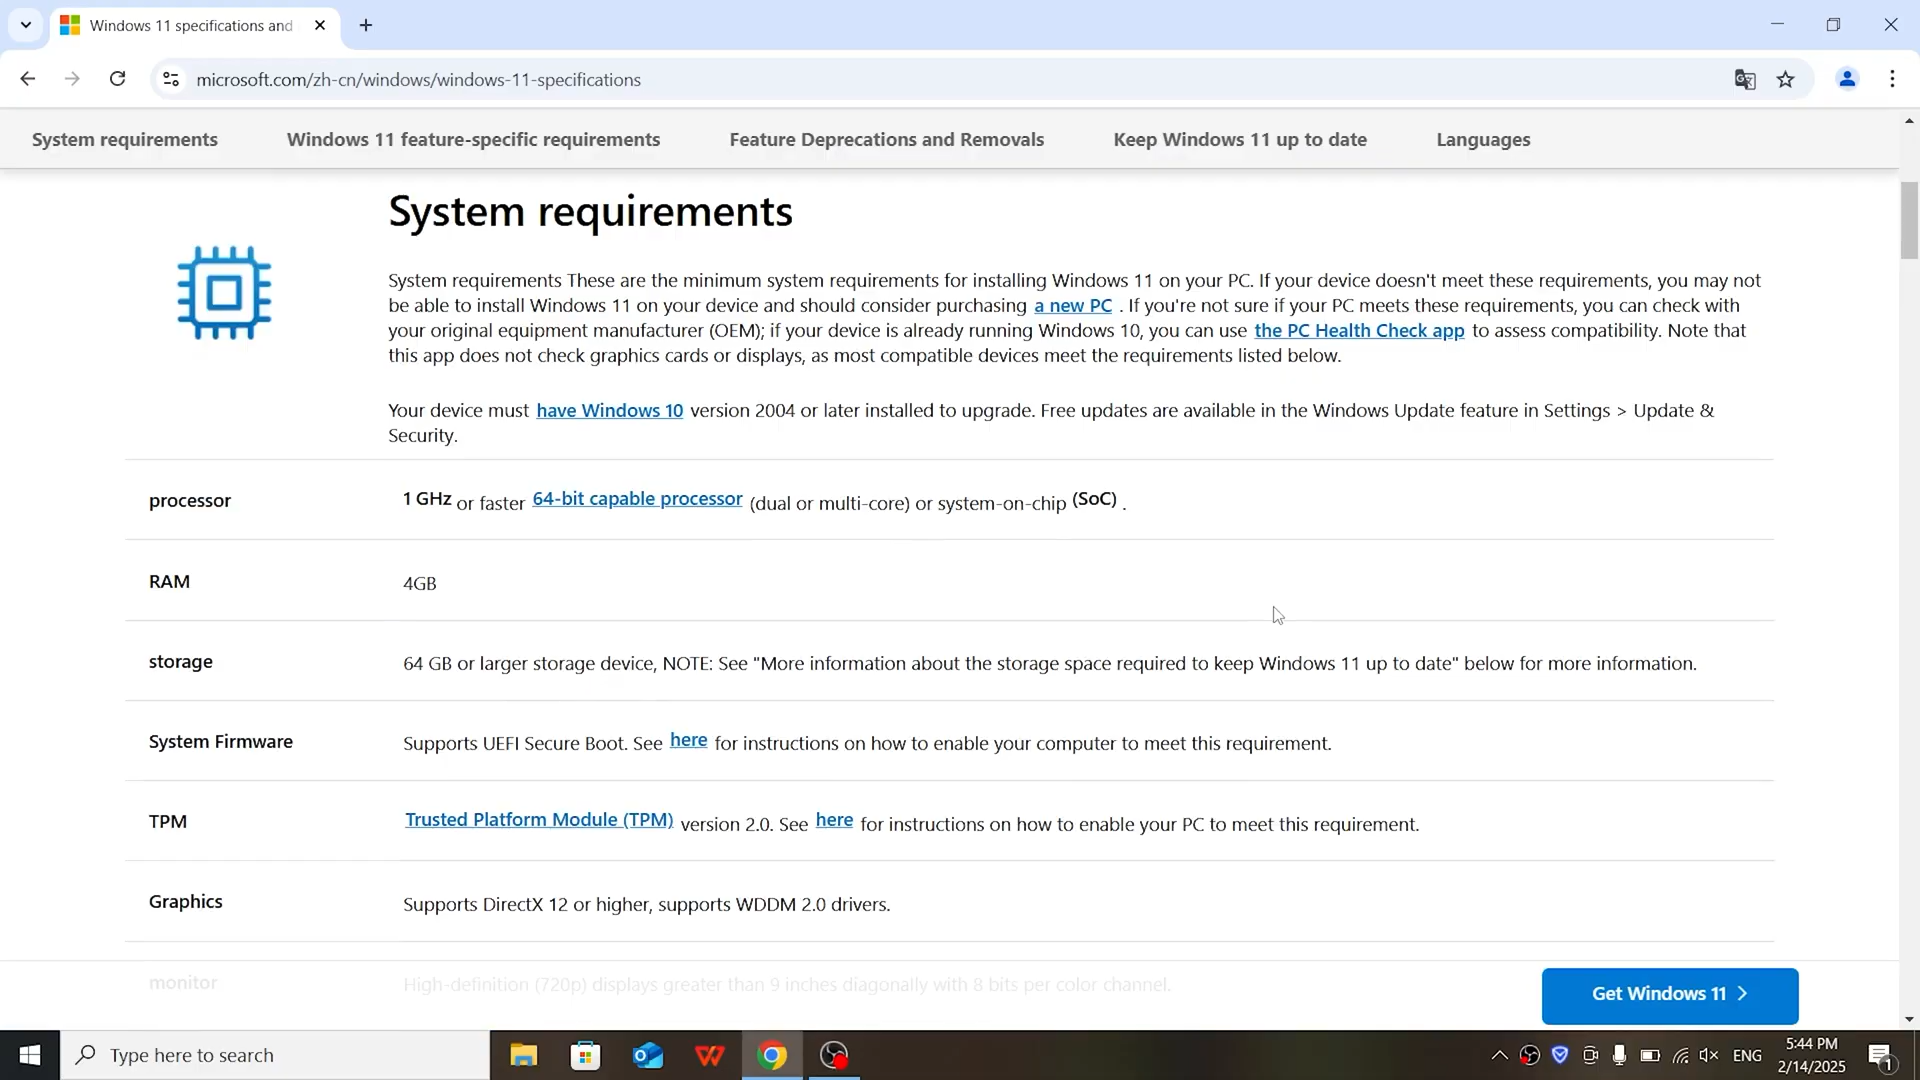 Windows 11 specifications and
microsoft.com/zh-cn/windows/windows-11-specifications
System requirements
Windows 11 feature-specific requirements
Feature Deprecations and Removals
Keep Windows 11 up to date
Languages
System requirements
System requirements These are the minimum system requirements for installing Windows 11 on your PC. If your device doesn't meet these requirements, you may not
be able to install Windows 11 on your device and should consider purchasing a new PC . If you're not sure if your PC meets these requirements, you can check with
your original equipment manufacturer (OEM); if your device is already running Windows 10, you can use the PC Health Check app to assess compatibility. Note that
this app does not check graphics cards or displays, as most compatible devices meet the requirements listed below.
Your device must have Windows 10 version 2004 or later installed to upgrade. Free updates are available in the Windows Update feature in Settings > Update &
Security.
processor
1 GHz or faster 64-bit capable processor (dual or multi-core) or system-on-chip (SoC) .
RAM
4GB
storage
64 GB or larger storage device, NOTE: See "More information about the storage space required to keep Windows 11 up to date" below for more information.
System Firmware
Supports UEFI Secure Boot. See here for instructions on how to enable your computer to meet this requirement.
TPM
Trusted Platform Module (TPM) version 2.0. See here for instructions on how to enable your PC to meet this requirement.
Graphics
Supports DirectX 12 or higher, supports WDDM 2.0 drivers.
monitor
High-definition (720p) displays greater than 9 inches diagonally with 8 bits per color channel.
Get Windows 11
Type here to search
ENG
5:44 PM
2/14/2025
1